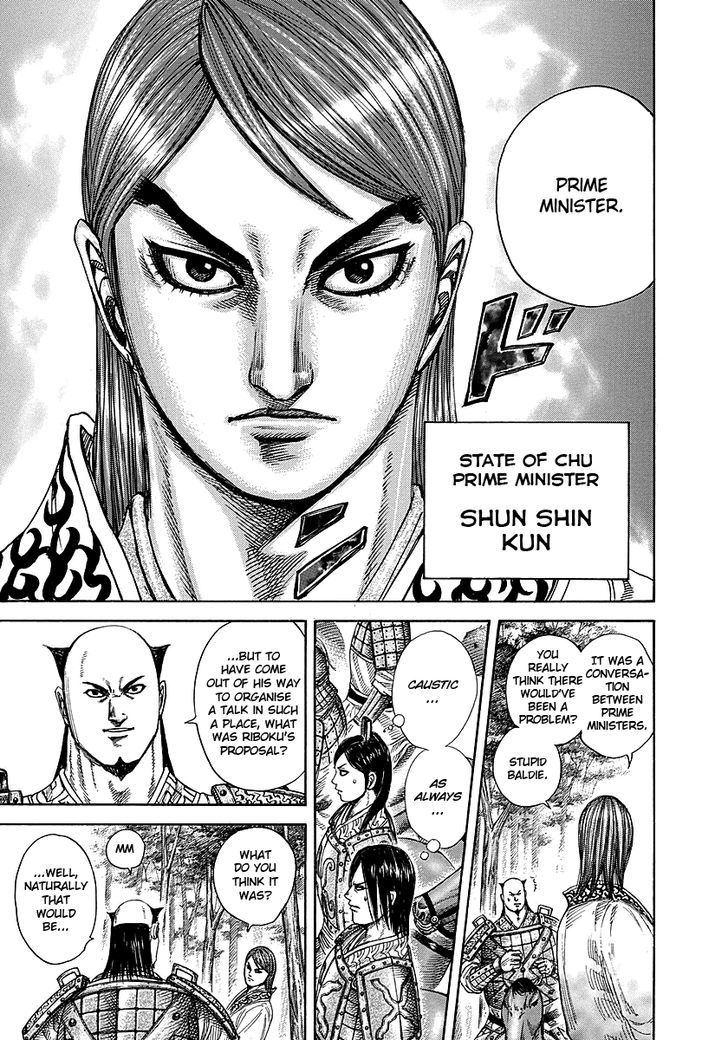 PRIME
MINISTER.
ド
ン
STATE OF CHU
PRIME MINISTER
SHUN SHIN
KUN
IT WAS A
CONVERSA-
TION
BETWEEN
PRIME
MINISTERS.
YOU
REALLY
THINK THERE
WOULD'VE
BEEN A
PROBLEM?
STUPID
BALDIE.
CAUSTIC
...
AS
ALWAYS
...
...BUT TO
HAVE COME
OUT OF HIS WAY
TO ORGANISE
A TALK IN SUCH
A PLACE, WHAT
WAS RIBOKU'S
PROPOSAL?
WHAT
DO YOU
THINK IT
WAS?
MM
...WELL,
NATURALLY
THAT
WOULD
BE...